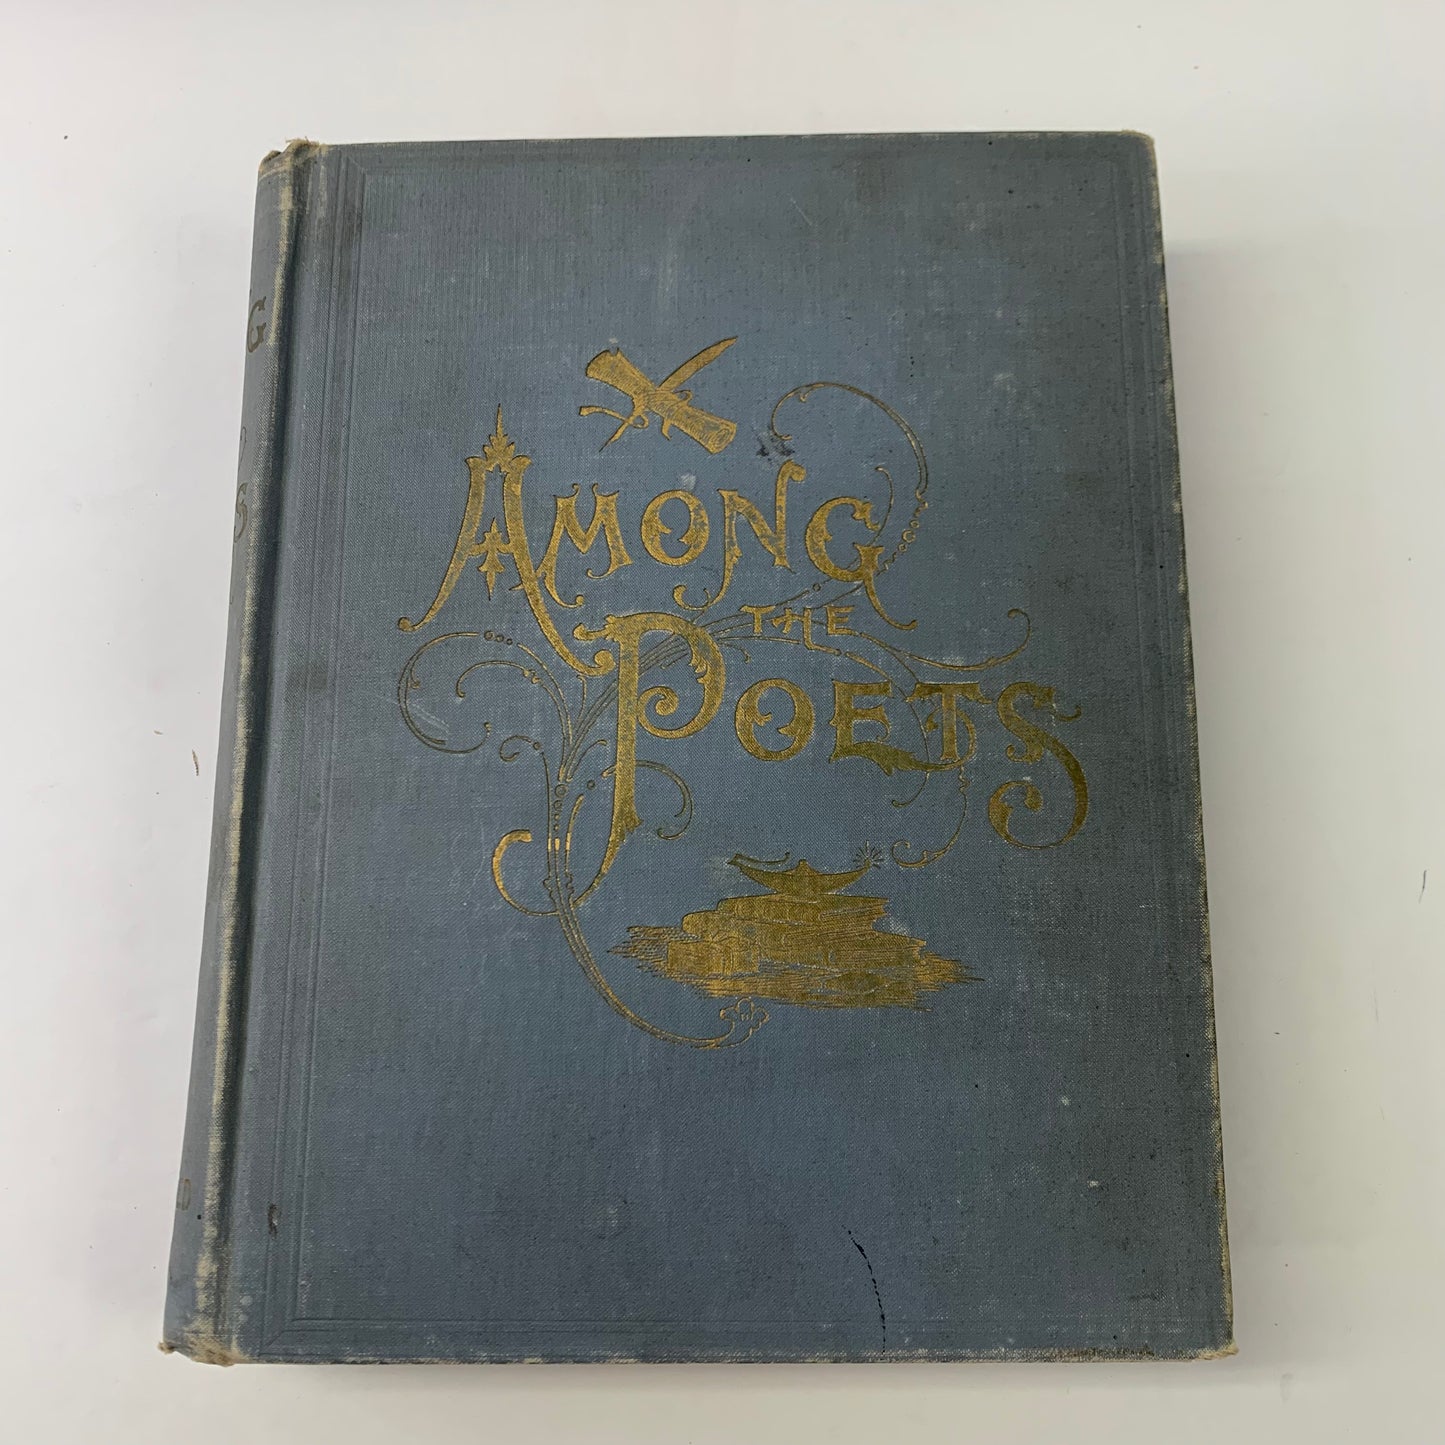 AMONG
THE
POETS